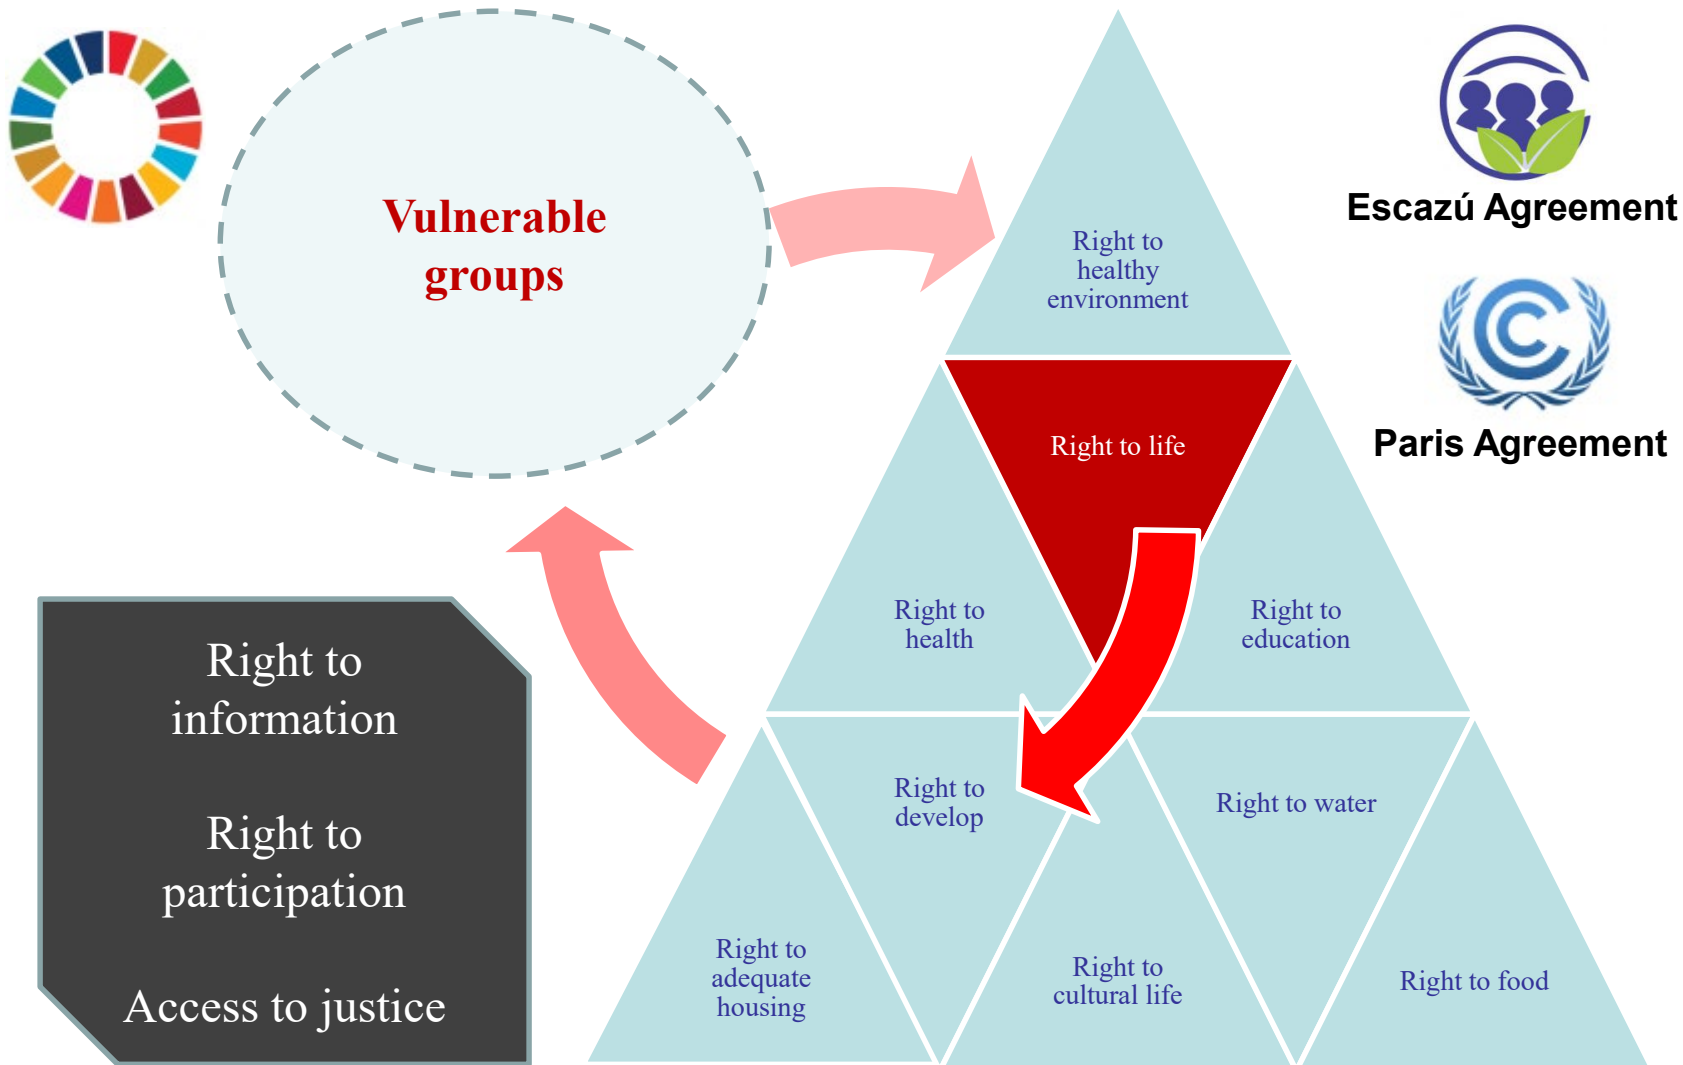 Vulnerable
groups
Right to
healthy
environment
Escazú Agreement
Paris Agreement
Right to life
Right to
health
Right to
education
Right to
information
Right to
participation
Access to justice
Right to
develop
Right to water
Right to
adequate
housing
Right to
cultural life
Right to food